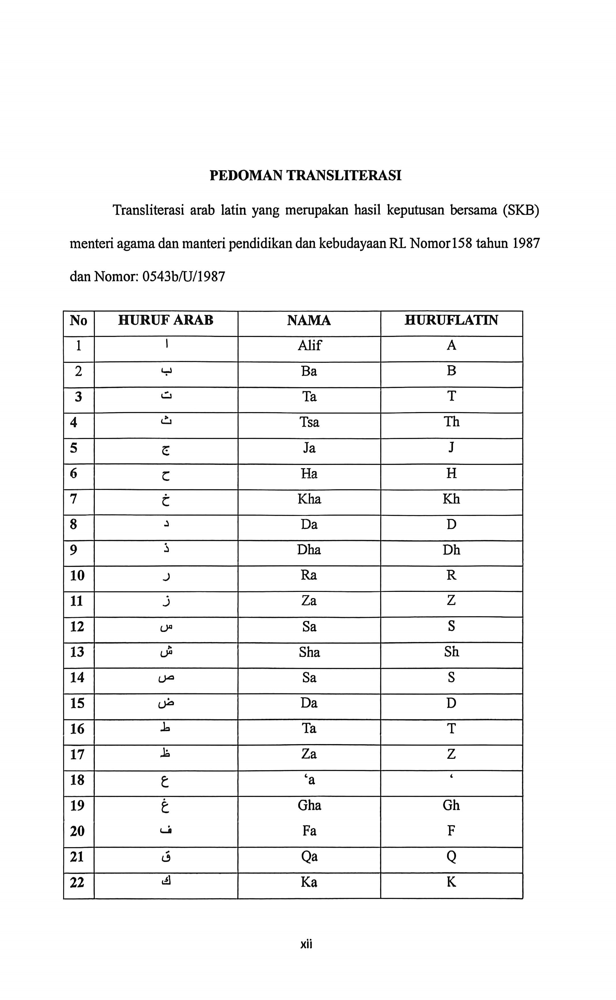 PEDOMAN TRANSLITERASI
Transliterasi arab latin yang merupakan hasil keputusan bersama (SKB)
menteri agama dan manteri pendidikan dan kebudayaan RI. Nomor158 tahun 1987
dan Nomor: 0543b/U/1987
No HURUF ARAB NAMA HURUFLATIN
1 ا Alif A
2 ب Ba B
3 ت Ta T
4 ث Tsa Th
5 ج Ja J
6 ح Ha H
7 خ Kha Kh
8 د Da D
9 ذ Dha Dh
10 ر Ra R
11 ز Za Z
12 س Sa S
13 ش Sha Sh
14 ص Sa S
15 ض Da D
16 ط Ta T
17 ظ Za Z
18 ع ‘a ‘
19 غ Gha Gh
20 ف Fa F
21 ق Qa Q
22 ك Ka K
xii